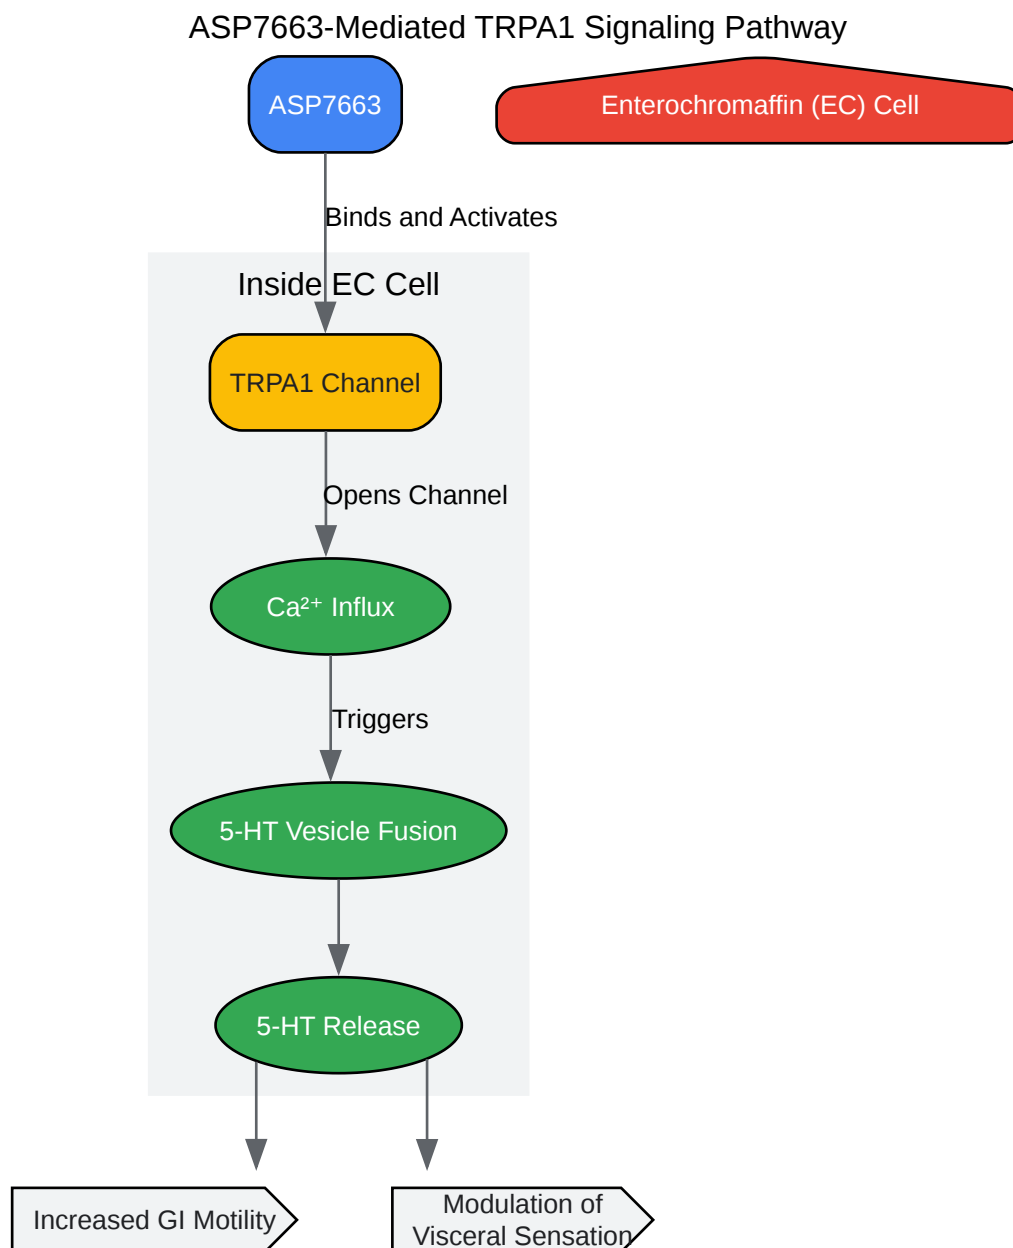 ASP7663-Mediated TRPA1 Signaling Pathway
ASP7663
Enterochromaffin (EC) Cell
Binds and Activates
Inside EC Cell
TRPA1 Channel
Opens Channel
Ca²⁺ Influx
Triggers
5-HT Vesicle Fusion
5-HT Release
Increased GI Motility
Modulation of
Visceral Sensation